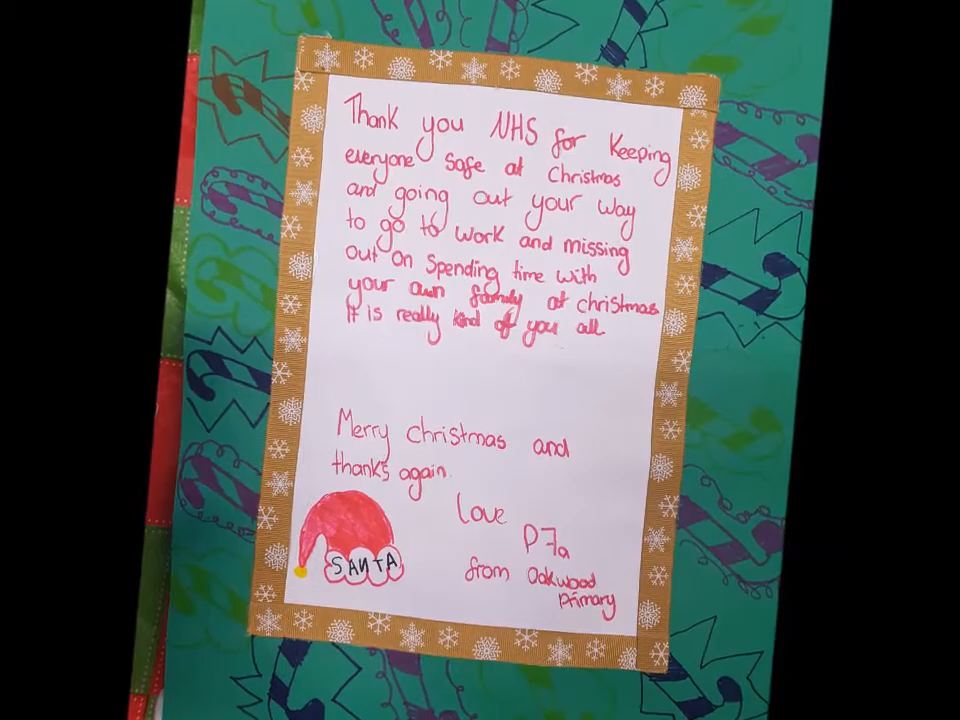 Thank you NHS for Keeping
everyone safe at Christmas
and going out your way
to go to work and missing
out on Spending time with
your own family at christmas
It is really kind of you all
Merry christmas and
thanks again
Love
P7a
from Oakwood
Primary
SANTA